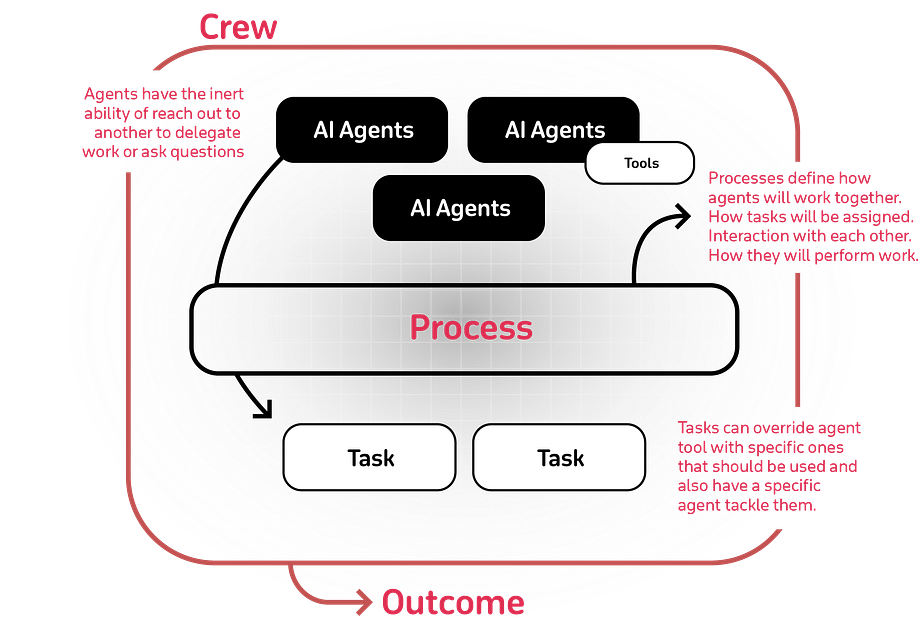 Crew
Agents have the inert
ability of reach out to
another to delegate
work or ask questions
AI Agents
AI Agents
Tools
AI Agents
Processes define how
agents will work together.
How tasks will be assigned.
Interaction with each other.
How they will perform work.
Process
Task
Task
Tasks can override agent
tool with specific ones
that should be used and
also have a specific
agent tackle them.
Outcome